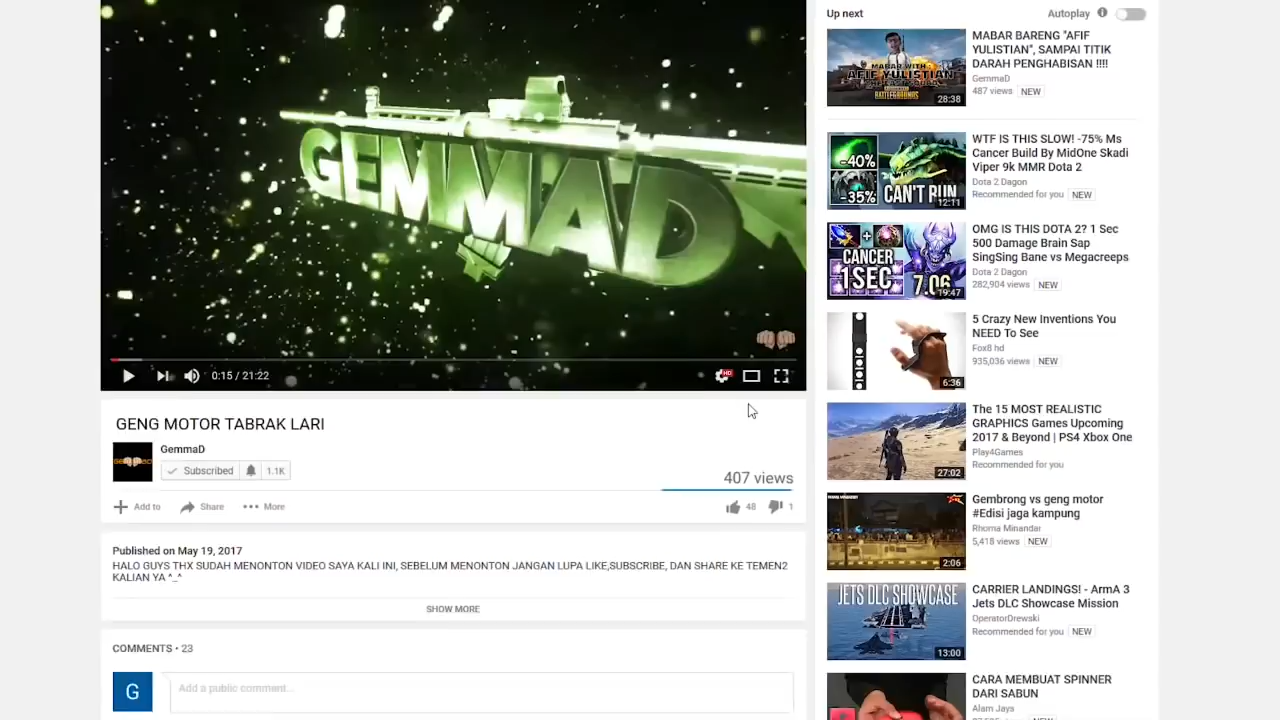 GENMAD
0:15 / 21:22
HD
GENG MOTOR TABRAK LARI
GemmaD
Subscribed 1.1K
407 views
Add to Share More 48 1
Published on May 19, 2017
HALO GUYS THX SUDAH MENONTON VIDEO SAYA KALI INI, SEBELUM MENONTON JANGAN LUPA LIKE,SUBSCRIBE, DAN SHARE KE TEMEN2
KALIAN YA ^_^
SHOW MORE
COMMENTS • 23
G
Add a public comment...
Up next Autoplay
MABAR WITH
AFIF YULISTIAN
BATTLEGROUNDS
28:38
MABAR BARENG "AFIF
YULISTIAN", SAMPAI TITIK
DARAH PENGHABISAN !!!!
GemmaD
487 views NEW
-40%
-35%
CAN'T RUN
12:11
WTF IS THIS SLOW! -75% Ms
Cancer Build By MidOne Skadi
Viper 9k MMR Dota 2
Dota 2 Dagon
Recommended for you NEW
CANCER
1SEC
7.06
19:47
OMG IS THIS DOTA 2? 1 Sec
500 Damage Brain Sap
SingSing Bane vs Megacreeps
Dota 2 Dagon
282,904 views NEW
6:36
5 Crazy New Inventions You
NEED To See
Fox8 hd
935,036 views NEW
27:02
The 15 MOST REALISTIC
GRAPHICS Games Upcoming
2017 & Beyond | PS4 Xbox One
Play4Games
Recommended for you
2:06
Gembrong vs geng motor
#Edisi jaga kampung
Rhoma Minandar
5,418 views NEW
JETS DLC SHOWCASE
13:00
CARRIER LANDINGS! - ArmA 3
Jets DLC Showcase Mission
OperatorDrewski
Recommended for you NEW
CARA MEMBUAT SPINNER
DARI SABUN
Alam Jaya